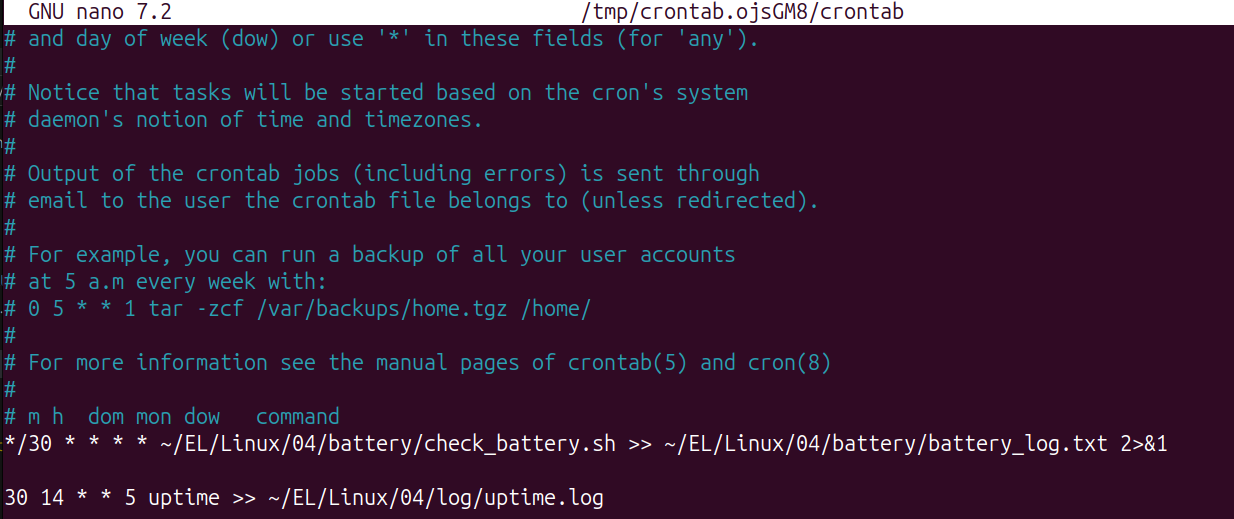 GNU nano 7.2 /tmp/crontab.ojsGM8/crontab
# and day of week (dow) or use '*' in these fields (for 'any').
#
# Notice that tasks will be started based on the cron's system
# daemon's notion of time and timezones.
#
# Output of the crontab jobs (including errors) is sent through
# email to the user the crontab file belongs to (unless redirected).
#
# For example, you can run a backup of all your user accounts
# at 5 a.m every week with:
# 0 5 * * 1 tar -zcf /var/backups/home.tgz /home/
#
# For more information see the manual pages of crontab(5) and cron(8)
#
# m h  dom mon dow   command
*/30 * * * * ~/EL/Linux/04/battery/check_battery.sh >> ~/EL/Linux/04/battery/battery_log.txt 2>&1
30 14 * * 5 uptime >> ~/EL/Linux/04/log/uptime.log